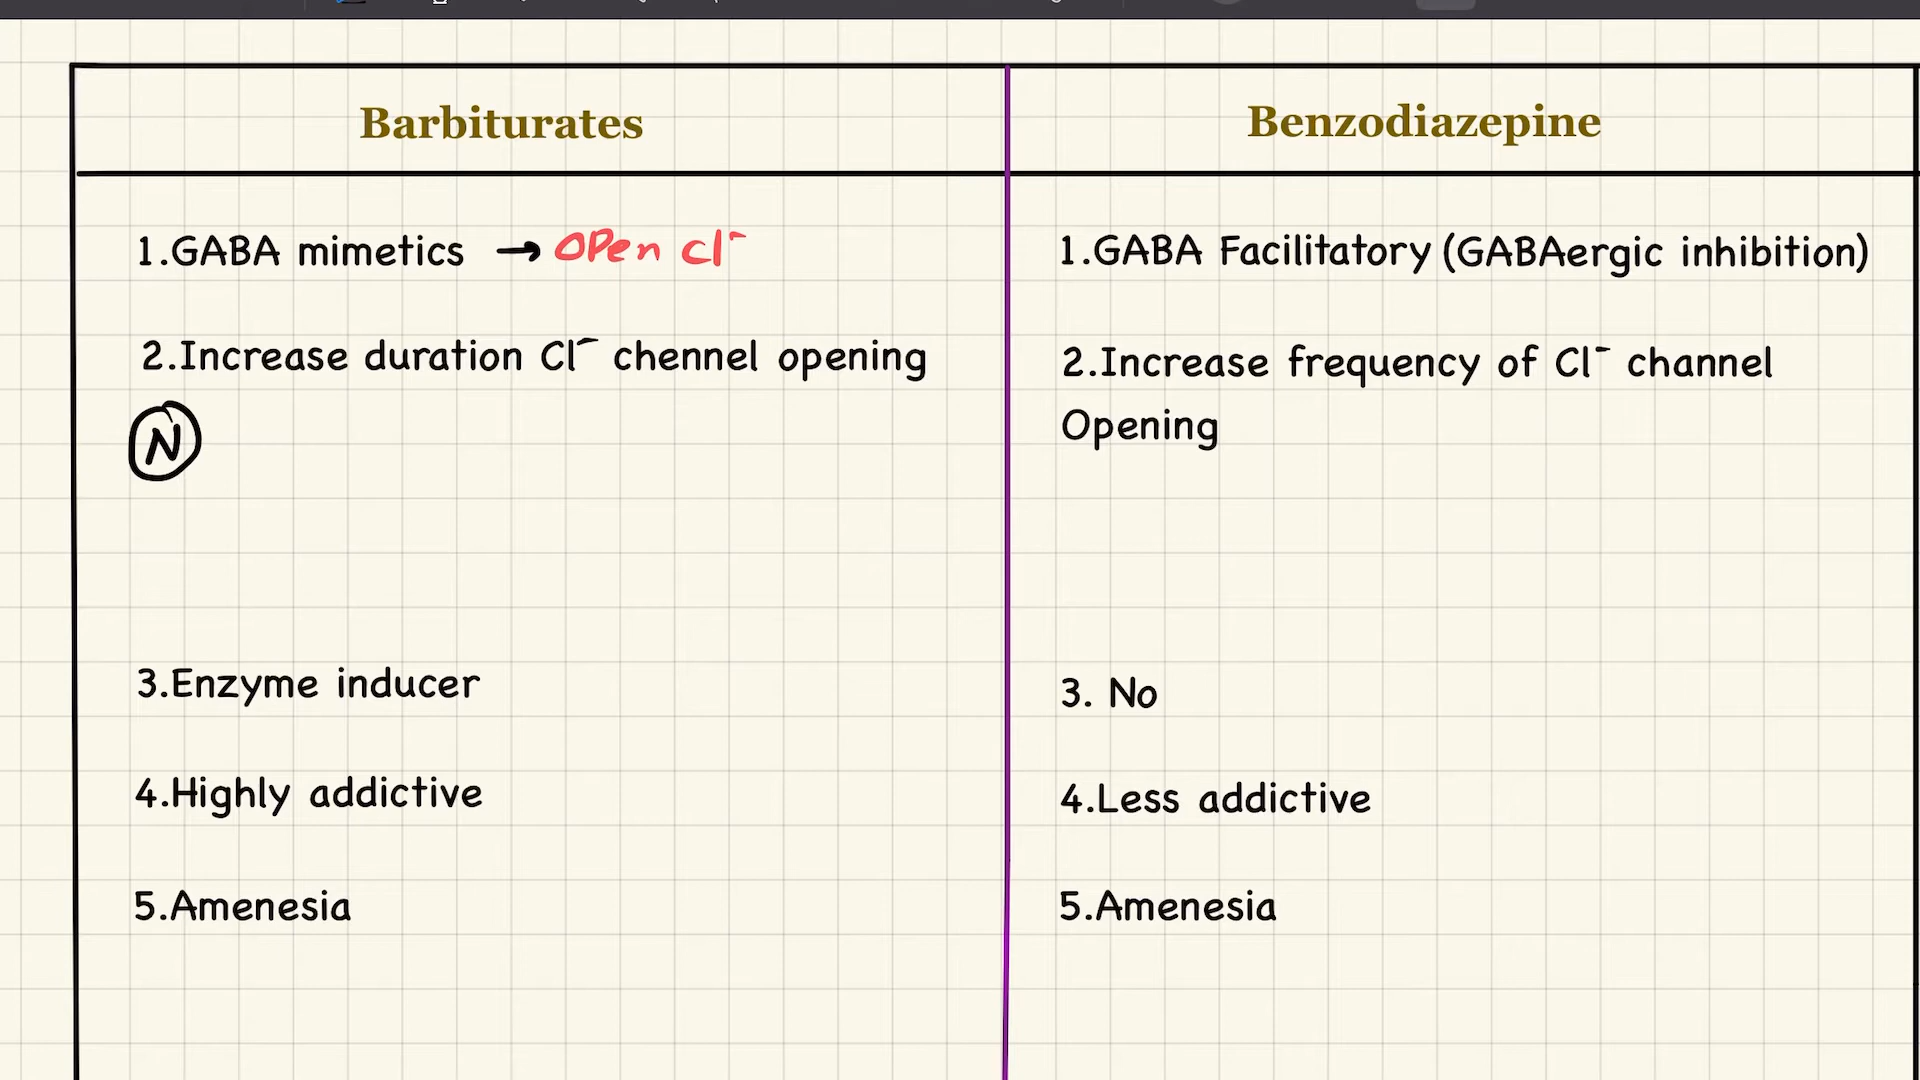 Barbiturates
Benzodiazepine
1.GABA mimetics → OPen cl⁻
1.GABA Facilitatory (GABAergic inhibition)
2.Increase duration Cl⁻ chennel opening
2.Increase frequency of Cl⁻ channel
Opening
N
3.Enzyme inducer
3. No
4.Highly addictive
4.Less addictive
5.Amenesia
5.Amenesia